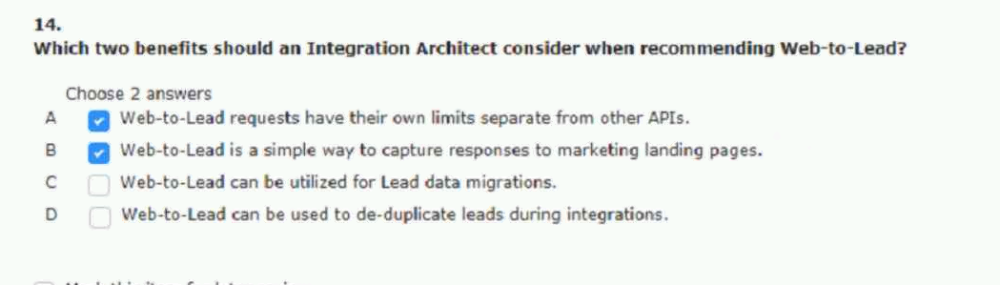 14.
Which two benefits should an Integration Architect consider when recommending Web-to-Lead?
Choose 2 answers
A Web-to-Lead requests have their own limits separate from other APIs.
B Web-to-Lead is a simple way to capture responses to marketing landing pages.
C Web-to-Lead can be utilized for Lead data migrations.
D Web-to-Lead can be used to de-duplicate leads during integrations.